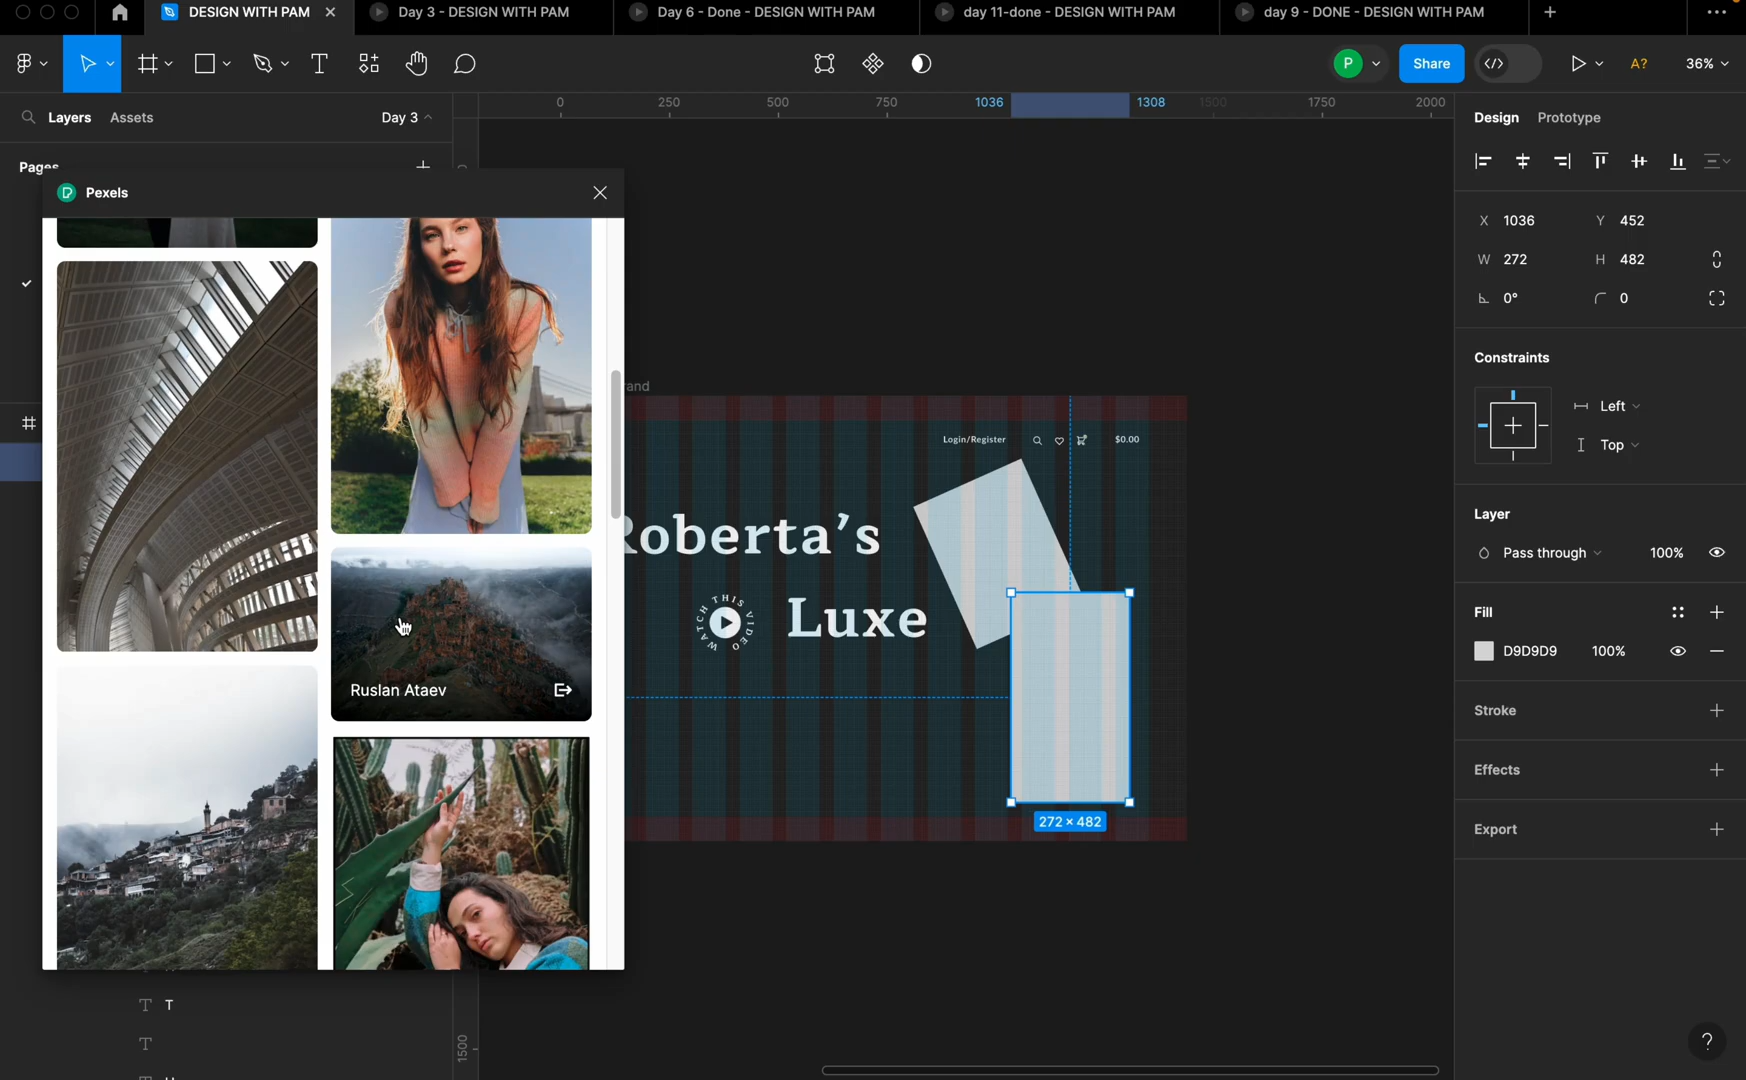 DESIGN WITH PAM
Day 3 - DESIGN WITH PAM
Day 6 - Done - DESIGN WITH PAM
day 11-done - DESIGN WITH PAM
day 9 - DONE - DESIGN WITH PAM
P
Share
A?
36%
Layers
Assets
Day 3
0
250
500
750
1036
1308
1500
1750
2000
Design
Prototype
Pages
Pexels
X 1036
Y 452
W 272
H 482
0°
0
Constraints
Left
Top
rand
Login/Register
$0.00
Roberta's
WATCH THIS VIDEO
Luxe
Ruslan Ataev
272 × 482
Layer
Pass through
100%
Fill
D9D9D9
100%
Stroke
Effects
Export
T
1500
?